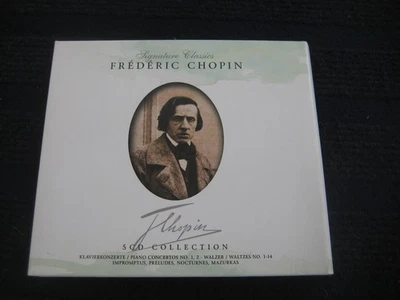 Signature Classics
FRÉDÉRIC CHOPIN
FChopin
5CD COLLECTION
KLAVIERKONZERTE / PIANO CONCERTOS NO. 1, 2 - WALZER / WALTZES NO. 1-14
IMPROMPTUS, PRELUDES, NOCTURNES, MAZURKAS